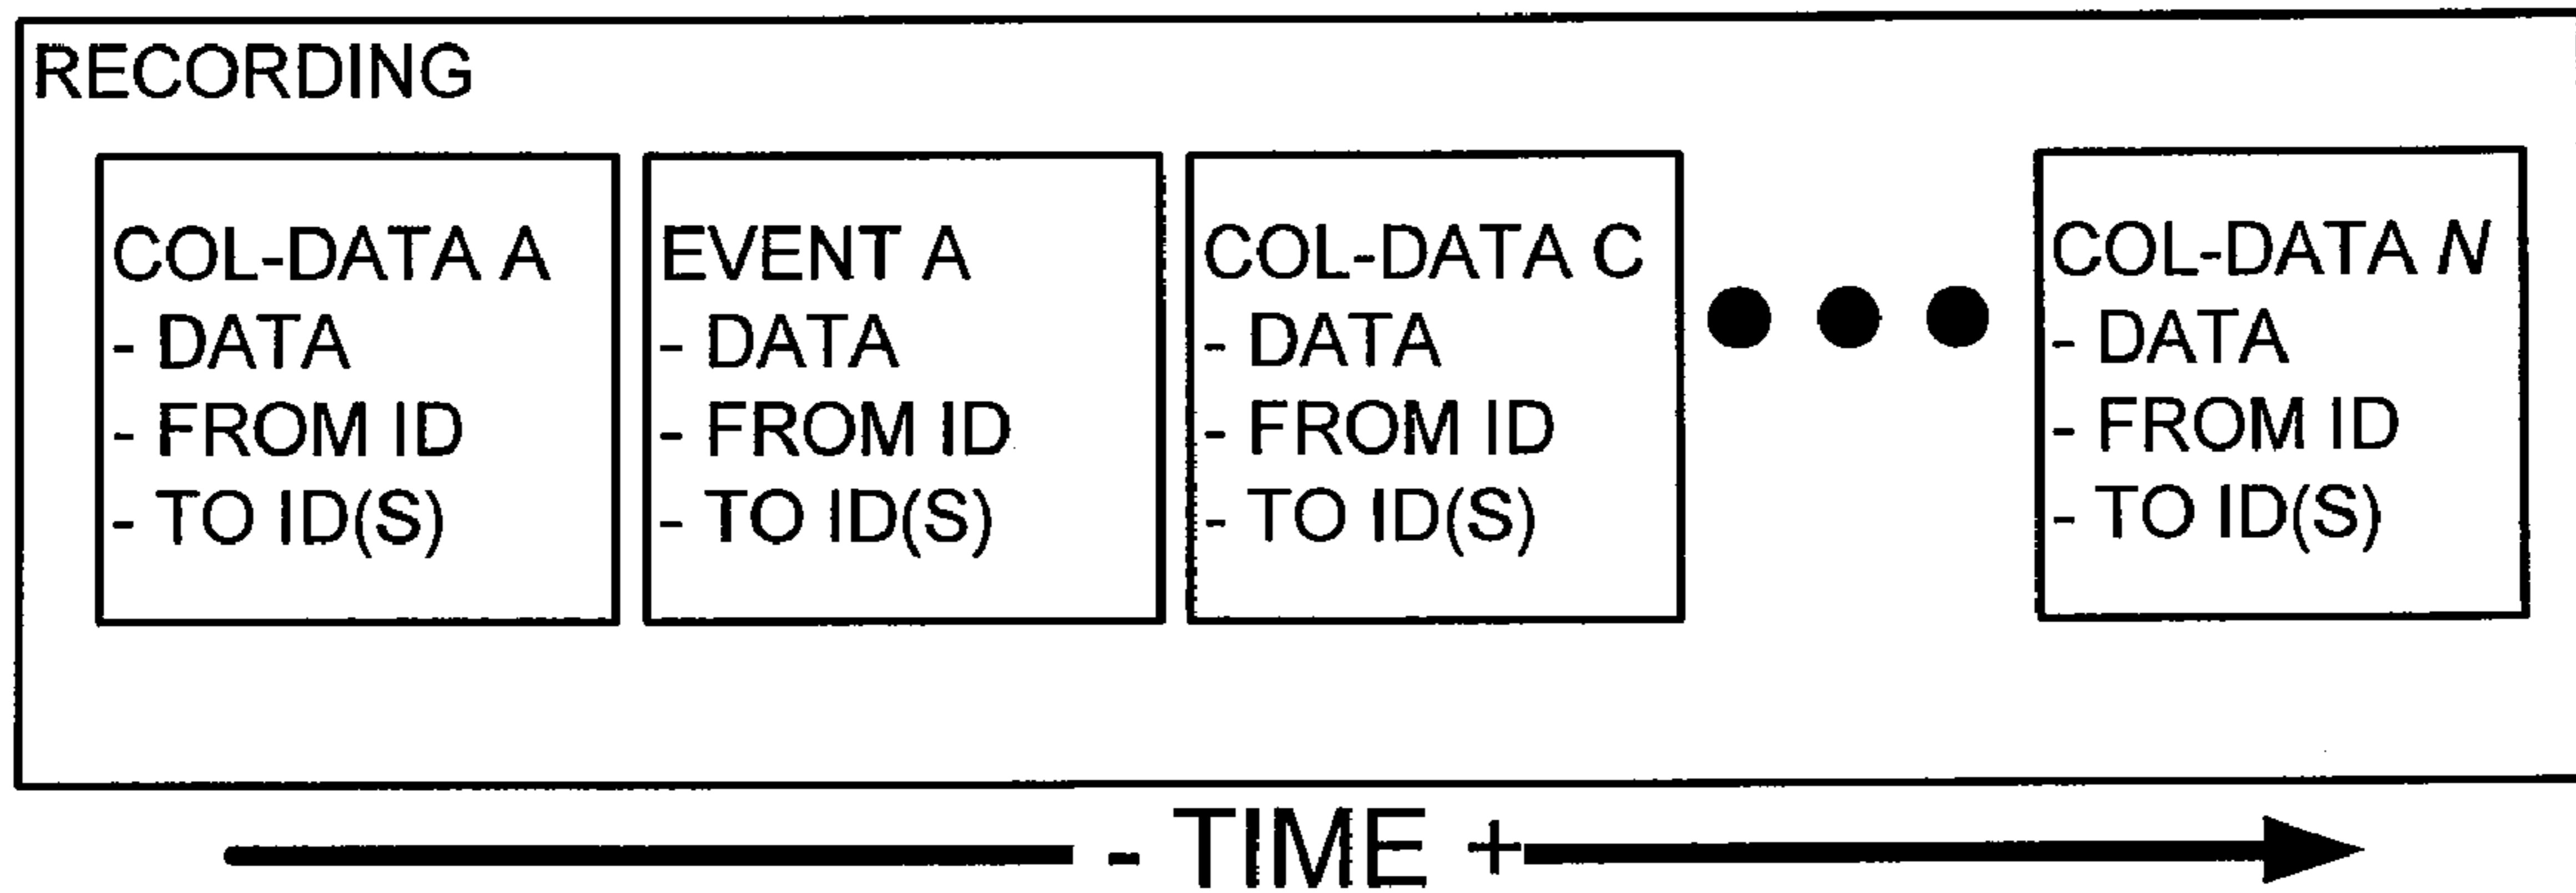 RECORDING
COL-DATA A
- DATA
- FROM ID
- TO ID(S)
EVENT A
- DATA
- FROM ID
- TO ID(S)
COL-DATA C
- DATA
- FROM ID
- TO ID(S)
COL-DATA N
- DATA
- FROM ID
- TO ID(S)
- TIME +